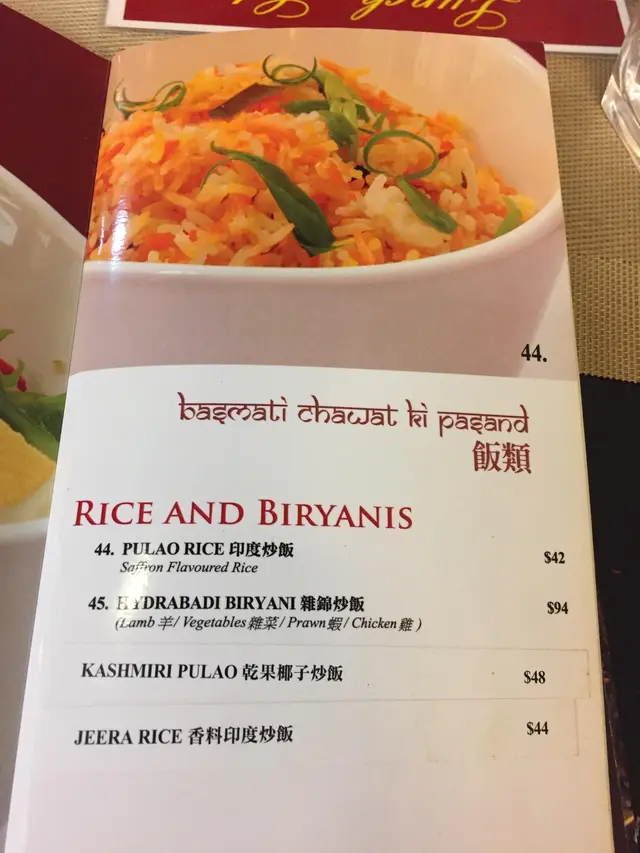 Lunch
44.
basmati chawat ki pasand
飯類
RICE AND BIRYANIS
44. PULAO RICE 印度炒飯 $42
Saffron Flavoured Rice
45. HYDRABADI BIRYANI 雜錦炒飯 $94
(Lamb 羊/ Vegetables 雜菜 / Prawn 蝦 / Chicken 雞 )
KASHMIRI PULAO 乾果椰子炒飯 $48
JEERA RICE 香料印度炒飯 $44